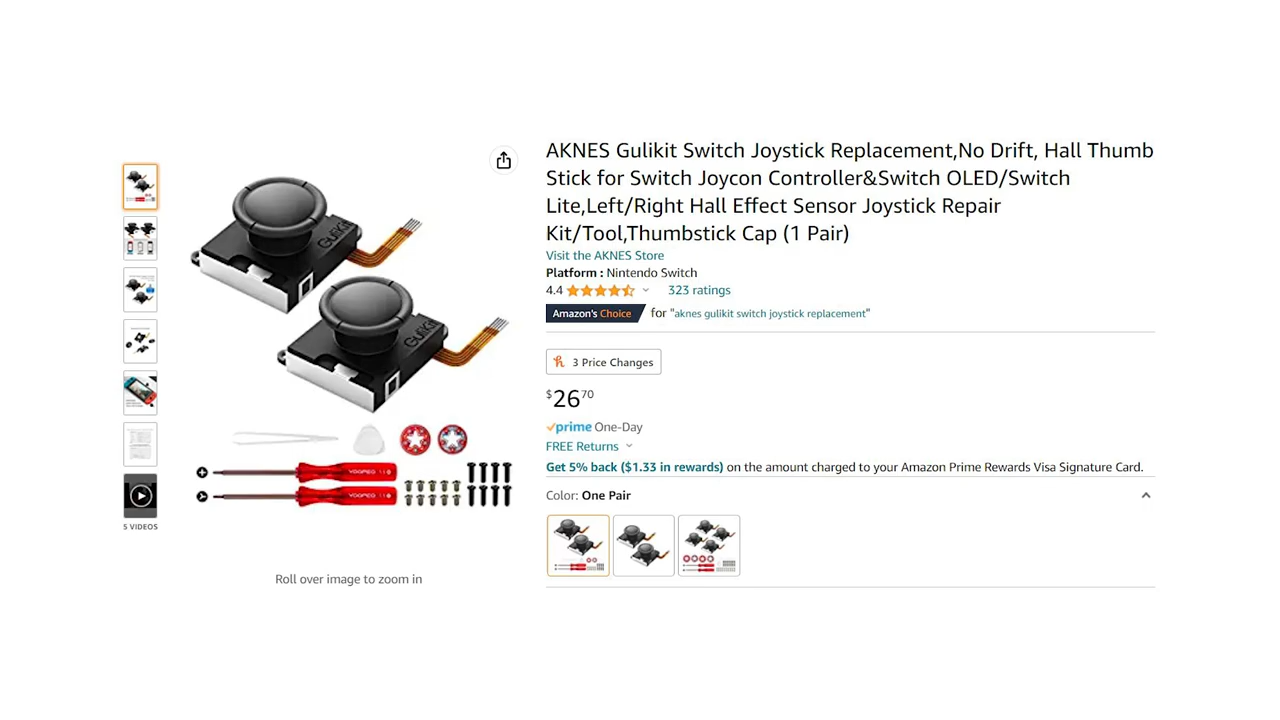 AKNES Gulikit Switch Joystick Replacement,No Drift, Hall Thumb
Stick for Switch Joycon Controller&Switch OLED/Switch
Lite,Left/Right Hall Effect Sensor Joystick Repair
Kit/Tool,Thumbstick Cap (1 Pair)
Visit the AKNES Store
Platform : Nintendo Switch
4.4 323 ratings
Amazon's Choice for "aknes gulikit switch joystick replacement"
3 Price Changes
$26 70
prime One-Day
FREE Returns
Get 5% back ($1.33 in rewards) on the amount charged to your Amazon Prime Rewards Visa Signature Card.
Color: One Pair
GuliKit
GuliKit
5 VIDEOS
Roll over image to zoom in